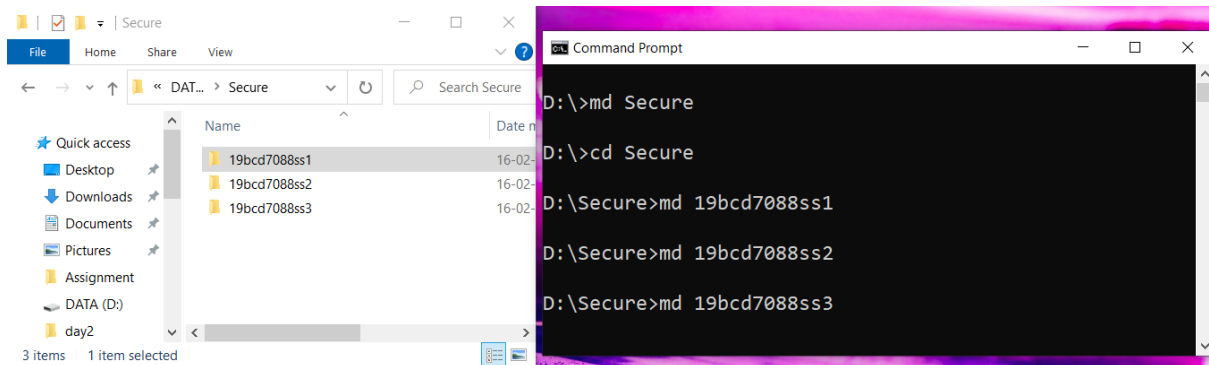 Secure
File Home Share View
« DAT... > Secure
Search Secure
Name
Date m
Quick access
Desktop
Downloads
Documents
Pictures
Assignment
DATA (D:)
day2
19bcd7088ss1 16-02-
19bcd7088ss2 16-02-
19bcd7088ss3 16-02-
3 items 1 item selected
Command Prompt
D:\>md Secure
D:\>cd Secure
D:\Secure>md 19bcd7088ss1
D:\Secure>md 19bcd7088ss2
D:\Secure>md 19bcd7088ss3